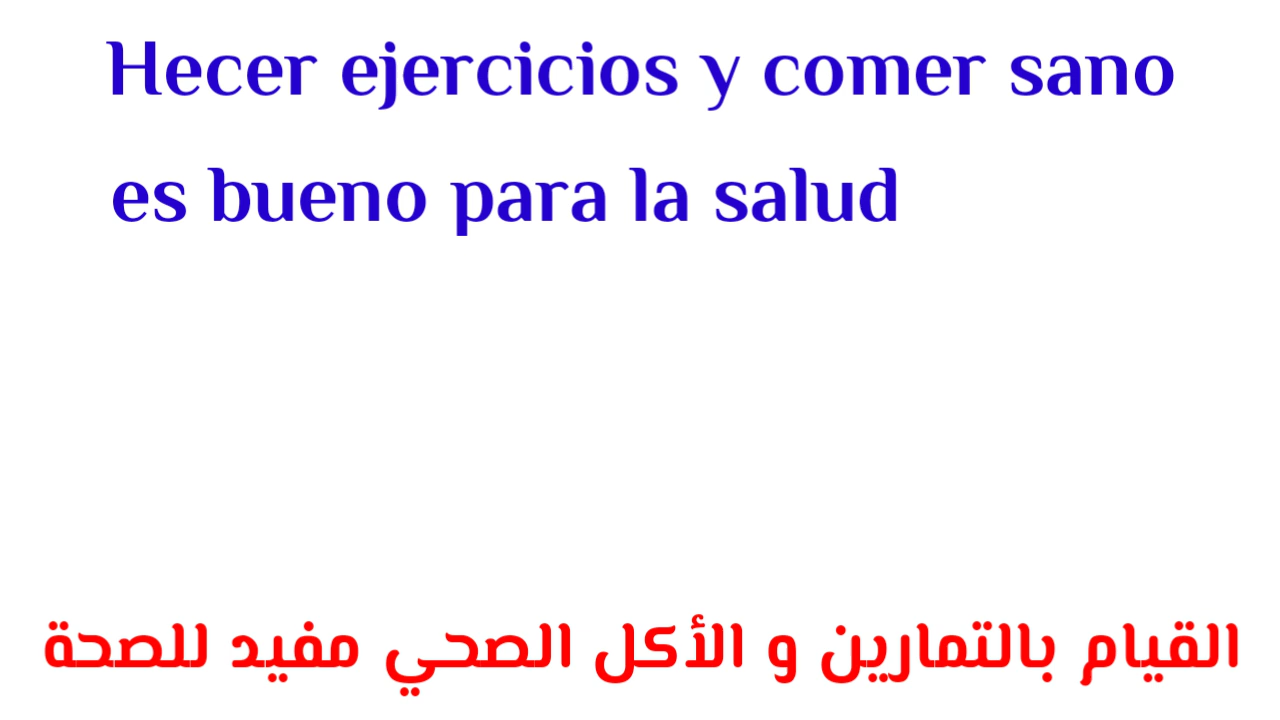 Hecer ejercicios y comer sano
es bueno para la salud
القيام بالتمارين و الأكل الصحي مفيد للصحة